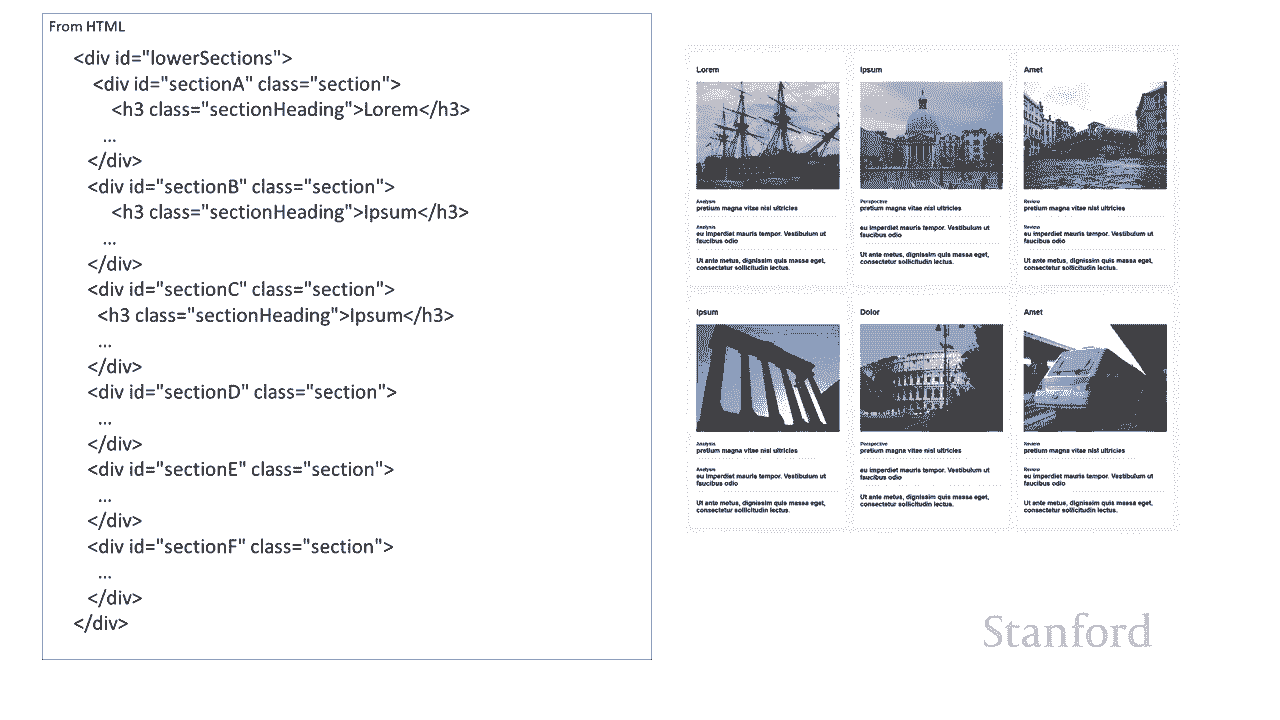 From HTML
<div id="lowerSections">
<div id="sectionA" class="section">
<h3 class="sectionHeading">Lorem</h3>
...
</div>
<div id="sectionB" class="section">
<h3 class="sectionHeading">Ipsum</h3>
...
</div>
<div id="sectionC" class="section">
<h3 class="sectionHeading">Ipsum</h3>
...
</div>
<div id="sectionD" class="section">
...
</div>
<div id="sectionE" class="section">
...
</div>
<div id="sectionF" class="section">
...
</div>
</div>
Lorem
Analysis
pretium magna vitae nisl ultricies
Analysis
eu imperdiet mauris tempor. Vestibulum ut
faucibus odio
Ut ante metus, dignissim quis massa eget,
consectetur sollicitudin lectus.
Ipsum
Perspective
pretium magna vitae nisl ultricies
eu imperdiet mauris tempor. Vestibulum ut
faucibus odio
Ut ante metus, dignissim quis massa eget,
consectetur sollicitudin lectus.
Amet
Review
pretium magna vitae nisl ultricies
Review
eu imperdiet mauris tempor. Vestibulum ut
faucibus odio
Ut ante metus, dignissim quis massa eget,
consectetur sollicitudin lectus.
Ipsum
Analysis
pretium magna vitae nisl ultricies
Analysis
eu imperdiet mauris tempor. Vestibulum ut
faucibus odio
Ut ante metus, dignissim quis massa eget,
consectetur sollicitudin lectus.
Dolor
Perspective
pretium magna vitae nisl ultricies
eu imperdiet mauris tempor. Vestibulum ut
faucibus odio
Ut ante metus, dignissim quis massa eget,
consectetur sollicitudin lectus.
Amet
Review
pretium magna vitae nisl ultricies
Review
eu imperdiet mauris tempor. Vestibulum ut
faucibus odio
Ut ante metus, dignissim quis massa eget,
consectetur sollicitudin lectus.
Stanford